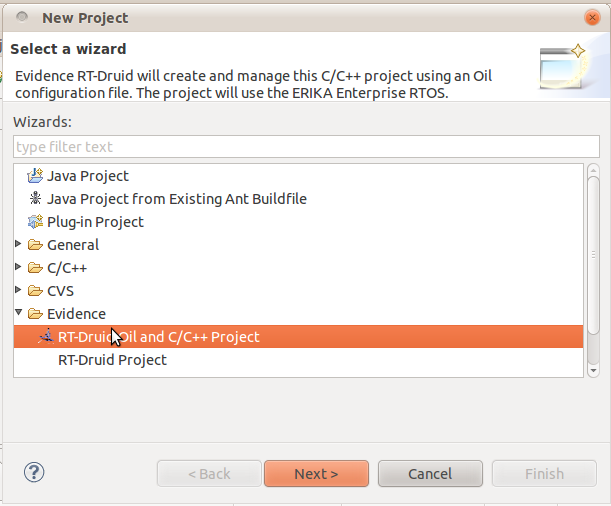 New Project
Select a wizard
Evidence RT-Druid will create and manage this C/C++ project using an Oil
configuration file. The project will use the ERIKA Enterprise RTOS.
Wizards:
type filter text
Java Project
Java Project from Existing Ant Buildfile
Plug-in Project
General
C/C++
CVS
Evidence
RT-Druid Oil and C/C++ Project
RT-Druid Project
? < Back Next > Cancel Finish